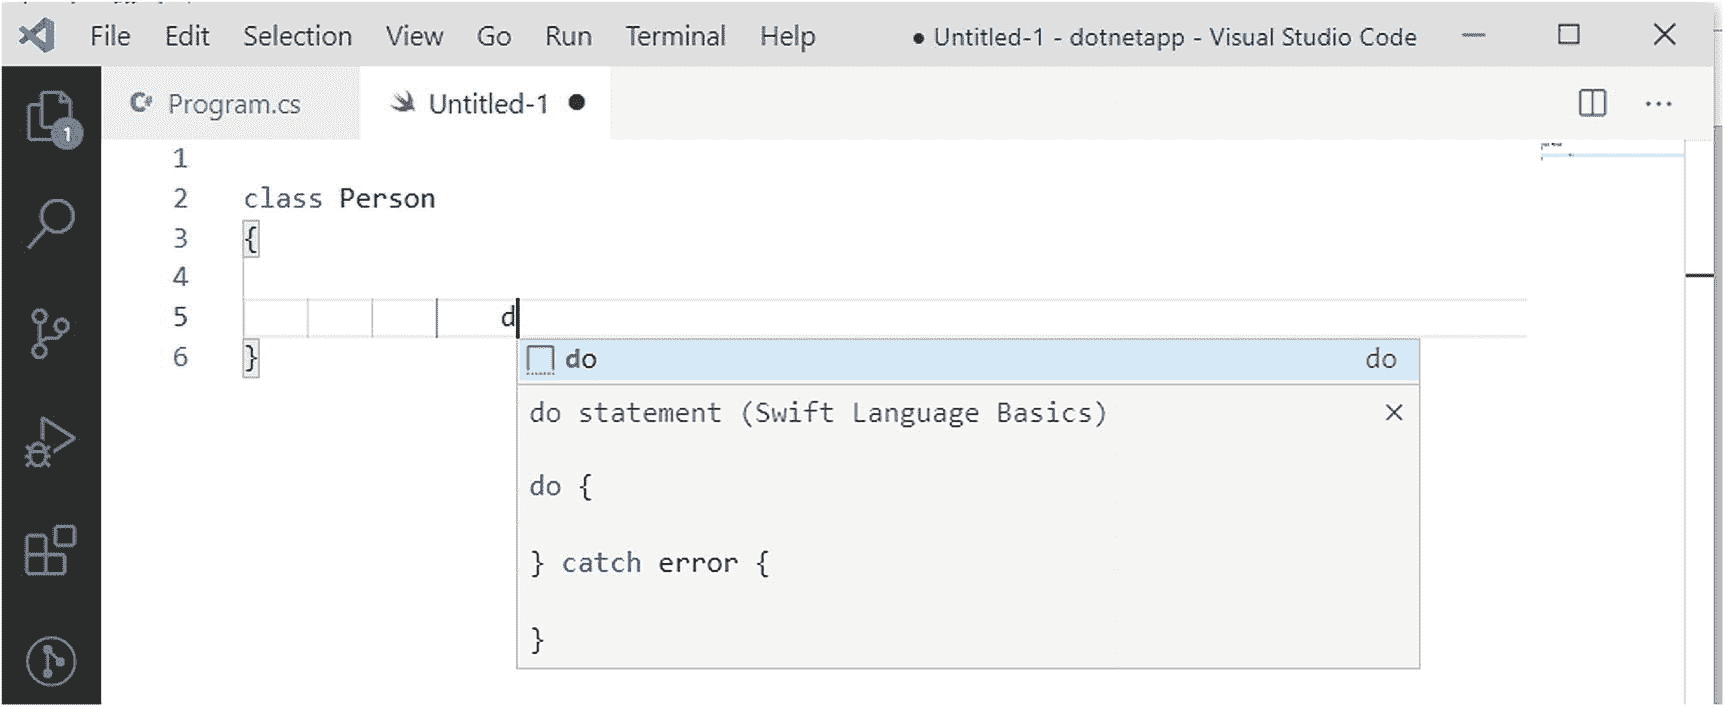 File Edit Selection View Go Run Terminal Help ● Untitled-1 - dotnetapp - Visual Studio Code
Program.cs Untitled-1 ●
1
1
2 class Person
3 {
4
5 d
6 }
do do
do statement (Swift Language Basics)
do {
} catch error {
}